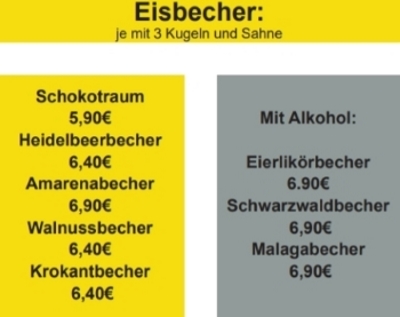 Eisbecher:
je mit 3 Kugeln und Sahne
Schokotraum
5,90€
Heidelbeerbecher
6,40€
Amarenabecher
6,90€
Walnussbecher
6,40€
Krokantbecher
6,40€
Mit Alkohol:
Eierlikörbecher
6.90€
Schwarzwaldbecher
6,90€
Malagabecher
6,90€